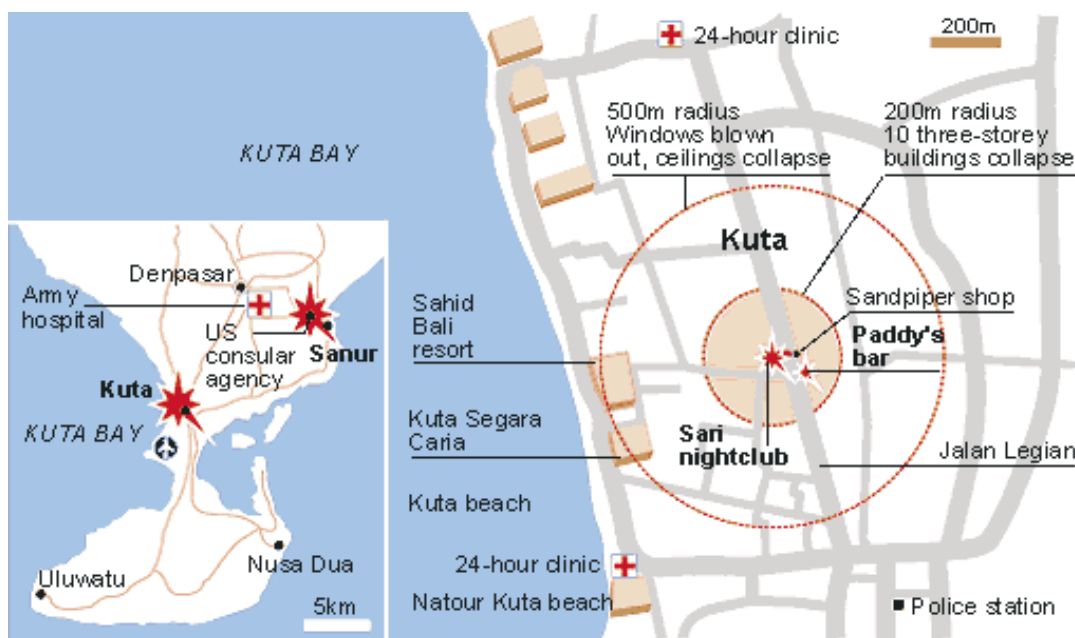 24-hour clinic
200m
500m radius
Windows blown
out, ceilings collapse
200m radius
10 three-storey
buildings collapse
KUTA BAY
Kuta
Denpasar
Army
hospital
US
consular
agency
Sanur
Kuta
KUTA BAY
Nusa Dua
Uluwatu
5km
Sahid
Bali
resort
Sandpiper shop
Paddy's
bar
Kuta Segara
Caria
Sari
nightclub
Jalan Legian
Kuta beach
24-hour clinic
Natour Kuta beach
Police station